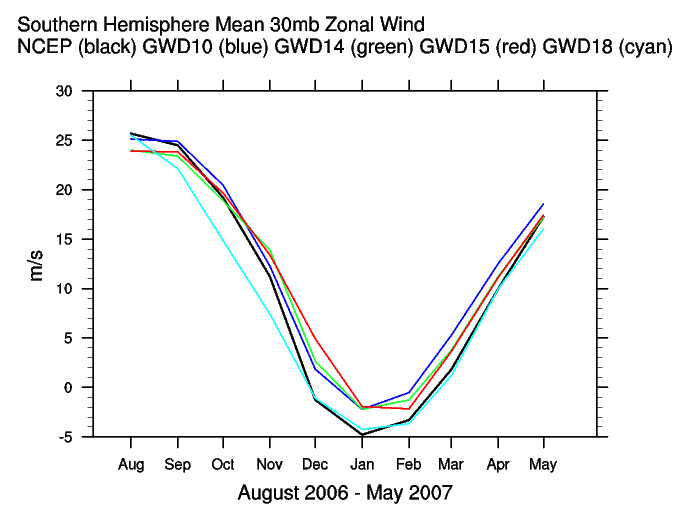 Southern Hemisphere Mean 30mb Zonal Wind
NCEP (black) GWD10 (blue) GWD14 (green) GWD15 (red) GWD18 (cyan)
30
25
20
15
10
5
0
-5
m/s
Aug Sep Oct Nov Dec Jan Feb Mar Apr May
August 2006 - May 2007